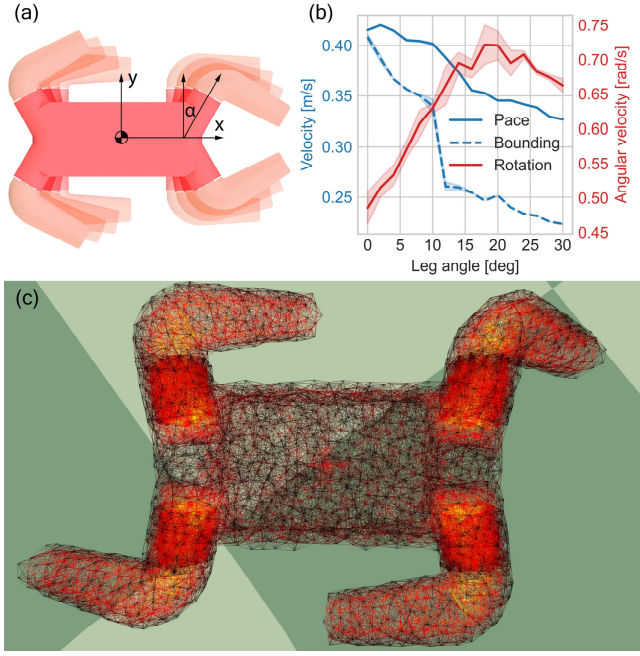 (a)
y
α
x
(b)
0.40
0.35
0.30
0.25
Velocity [m/s]
0.75
0.70
0.65
0.60
0.55
0.50
0.45
Angular velocity [rad/s]
Pace
Bounding
Rotation
0 5 10 15 20 25 30
Leg angle [deg]
(c)